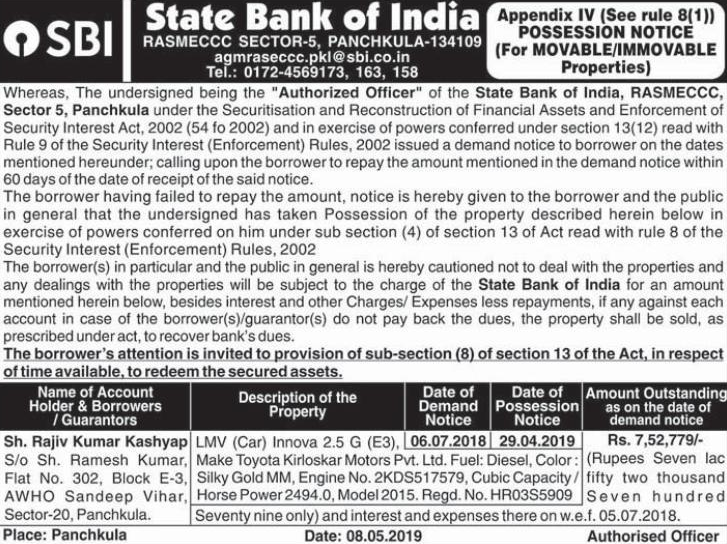 SBI
State Bank of India
RASMECCC SECTOR-5, PANCHKULA-134109
agmraseccc.pkl@sbi.co.in
Tel.: 0172-4569173, 163, 158
Appendix IV (See rule 8(1))
POSSESSION NOTICE
(For MOVABLE/IMMOVABLE
Properties)
Whereas, The undersigned being the "Authorized Officer" of the State Bank of India, RASMECCC,
Sector 5, Panchkula under the Securitisation and Reconstruction of Financial Assets and Enforcement of
Security Interest Act, 2002 (54 fo 2002) and in exercise of powers conferred under section 13(12) read with
Rule 9 of the Security Interest (Enforcement) Rules, 2002 issued a demand notice to borrower on the dates
mentioned hereunder; calling upon the borrower to repay the amount mentioned in the demand notice within
60 days of the date of receipt of the said notice.
The borrower having failed to repay the amount, notice is hereby given to the borrower and the public
in general that the undersigned has taken Possession of the property described herein below in
exercise of powers conferred on him under sub section (4) of section 13 of Act read with rule 8 of the
Security Interest (Enforcement) Rules, 2002
The borrower(s) in particular and the public in general is hereby cautioned not to deal with the properties and
any dealings with the properties will be subject to the charge of the State Bank of India for an amount
mentioned herein below, besides interest and other Charges/ Expenses less repayments, if any against each
account in case of the borrower(s)/guarantor(s) do not pay back the dues, the property shall be sold, as
prescribed under act, to recover bank's dues.
The borrower's attention is invited to provision of sub-section (8) of section 13 of the Act, in respect
of time available, to redeem the secured assets.
Name of Account
Holder & Borrowers
/ Guarantors
Description of the
Property
Date of
Demand
Notice
Date of
Possession
Notice
Amount Outstanding
as on the date of
demand notice
Sh. Rajiv Kumar Kashyap
S/o Sh. Ramesh Kumar,
Flat No. 302, Block E-3,
AWHO Sandeep Vihar,
Sector-20, Panchkula.
LMV (Car) Innova 2.5 G (E3),
06.07.2018
29.04.2019
Make Toyota Kirloskar Motors Pvt. Ltd. Fuel: Diesel, Color :
Silky Gold MM, Engine No. 2KDS517579, Cubic Capacity /
Horse Power 2494.0, Model 2015. Regd. No. HR03S5909
Rs. 7,52,779/-
(Rupees Seven lac
fifty two thousand
Seven hundred
Seventy nine only) and interest and expenses there on w.e.f. 05.07.2018.
Place: Panchkula
Date: 08.05.2019
Authorised Officer